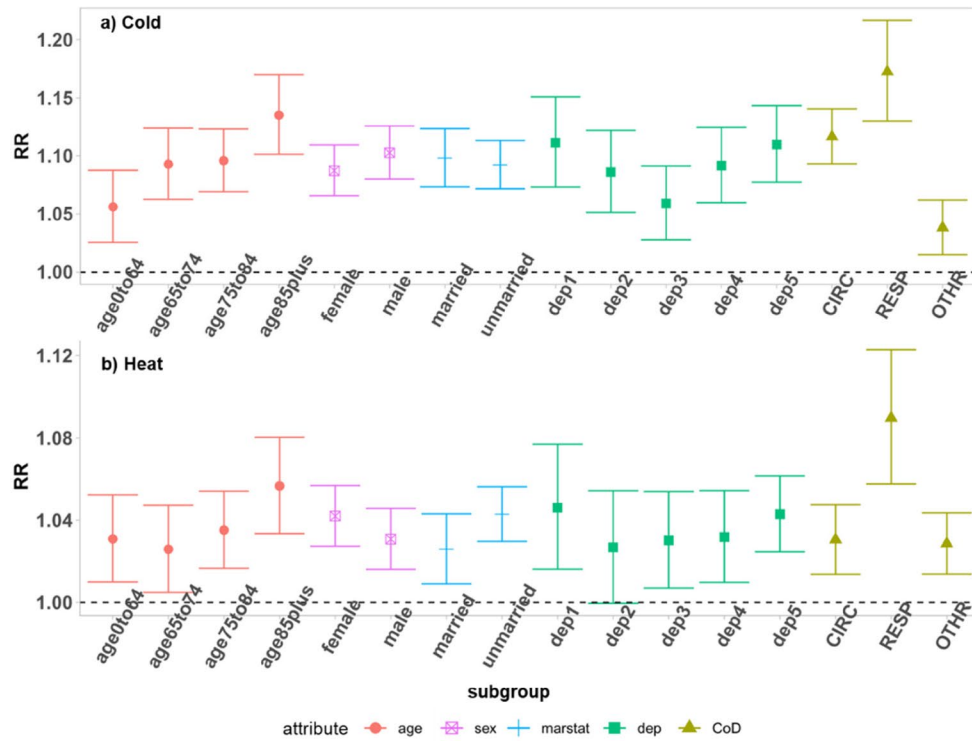 a) Cold
1.20
1.15
1.10
1.05
1.00
RR
age0to64
age65to74
age75to84
age85plus
female
male
married
unmarried
dep1
dep2
dep3
dep4
dep5
CIRC
RESP
OTHR
b) Heat
1.12
1.08
1.04
1.00
RR
age0to64
age65to74
age75to84
age85plus
female
male
married
unmarried
dep1
dep2
dep3
dep4
dep5
CIRC
RESP
OTHR
subgroup
attribute age sex marstat dep CoD